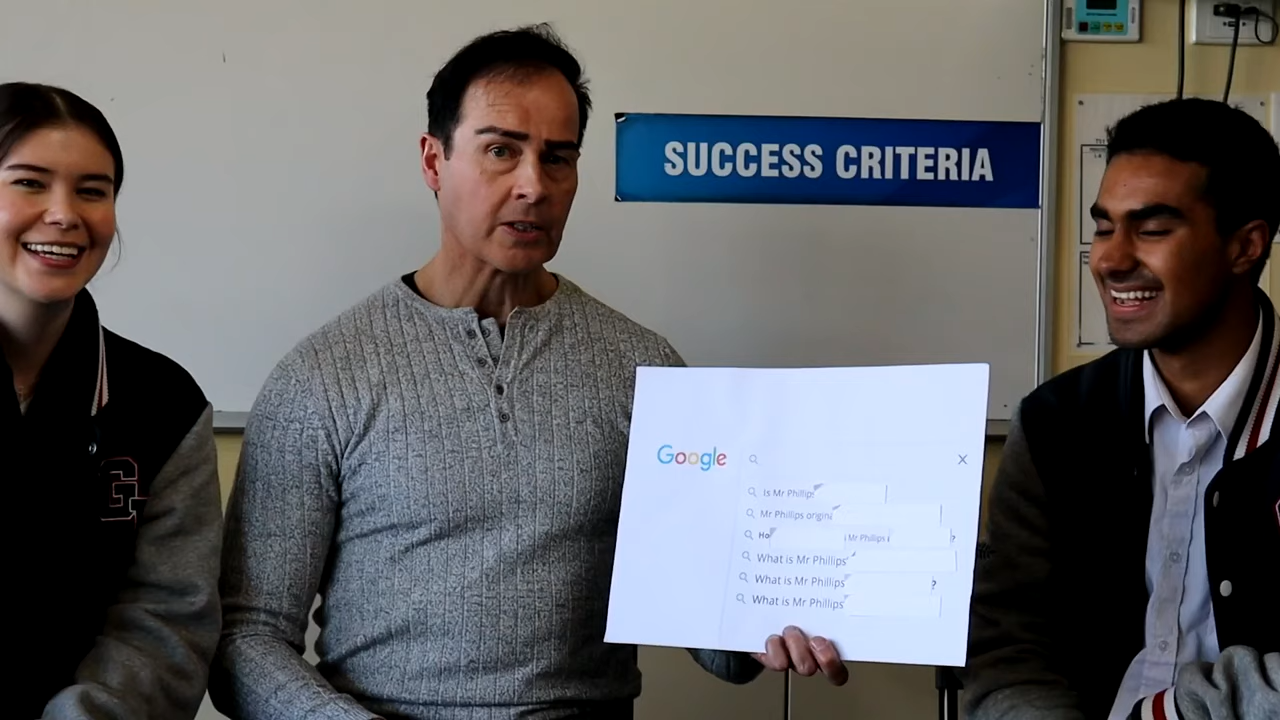 SUCCESS CRITERIA
Google
Is Mr Phillips
Mr Phillips origin
Ho Mr Phillips ?
What is Mr Phillips'
What is Mr Phillips ?
What is Mr Phillips
G